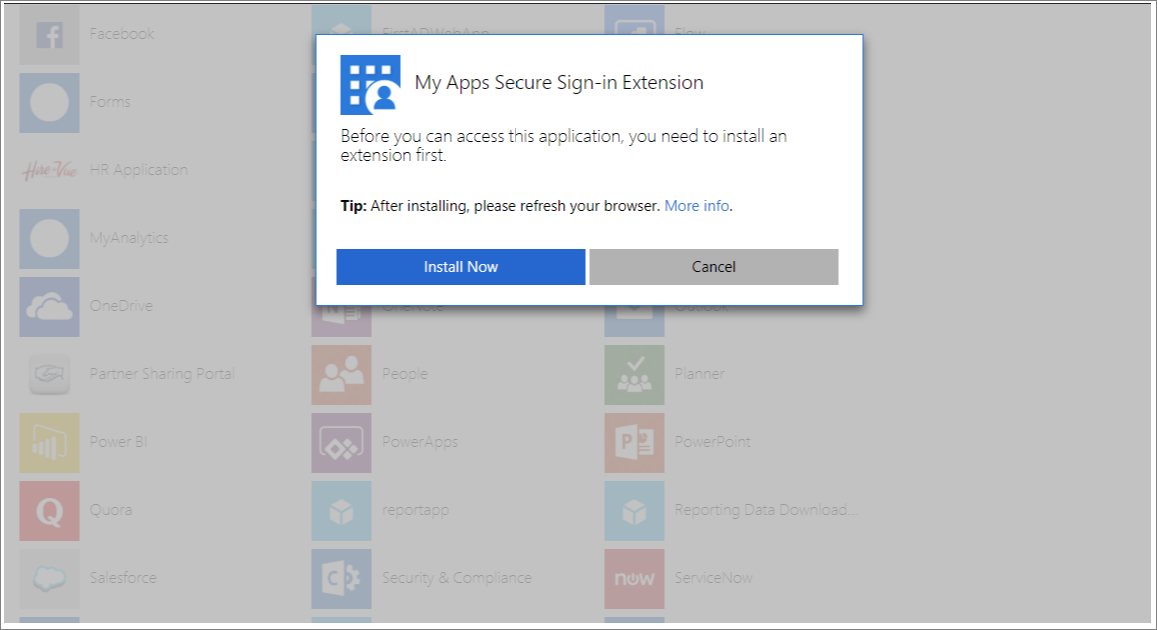 Facebook
FirstADWebApp
Flow
My Apps Secure Sign-in Extension
Forms
Before you can access this application, you need to install an
extension first.
Hire Vue
HR Application
Tip: After installing, please refresh your browser. More info.
MyAnalytics
Install Now
Cancel
OneDrive
N
OneNote
Outlook
Partner Sharing Portal
People
Planner
Power BI
PowerApps
P
PowerPoint
Q
Quora
reportapp
Reporting Data Download...
Salesforce
Security & Compliance
now
ServiceNow